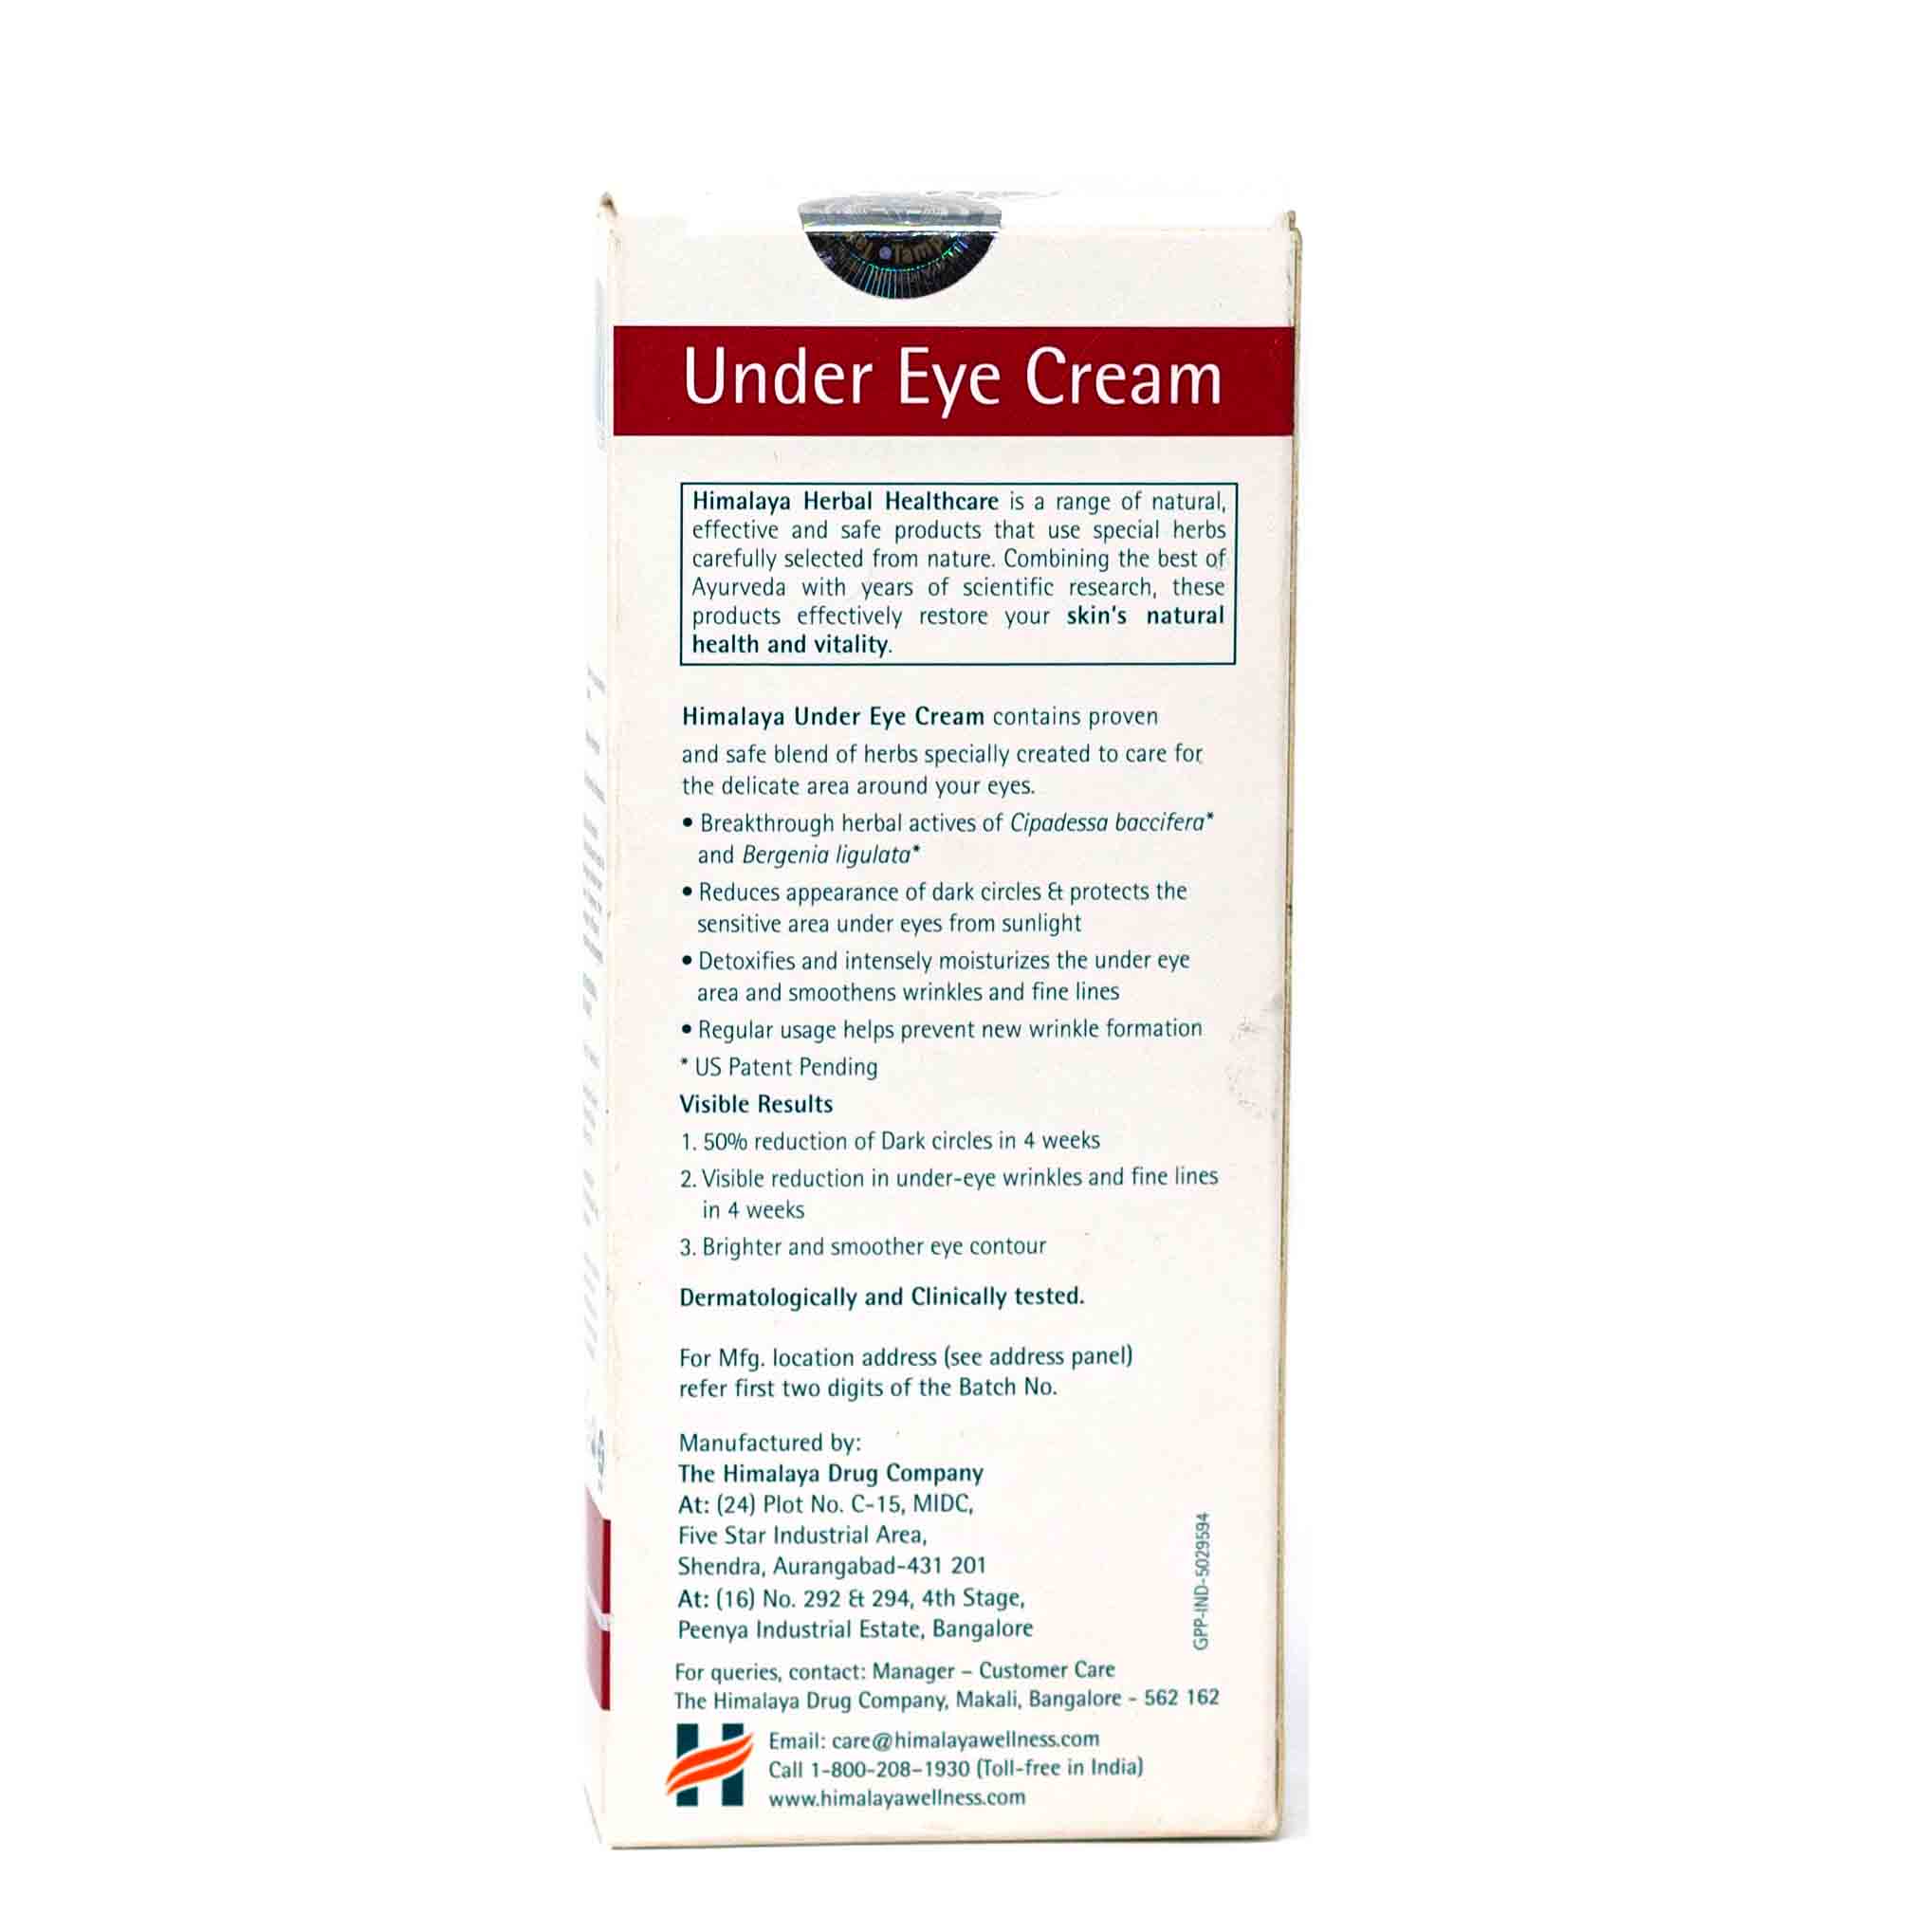 Tamp
Under Eye Cream
Himalaya Herbal Healthcare is a range of natural,
effective and safe products that use special herbs
carefully selected from nature. Combining the best of
Ayurveda with years of scientific research, these
products effectively restore your skin's natural
health and vitality.
Himalaya Under Eye Cream contains proven
and safe blend of herbs specially created to care for
the delicate area around your eyes.
• Breakthrough herbal actives of Cipadessa baccifera*
and Bergenia ligulata*
• Reduces appearance of dark circles & protects the
sensitive area under eyes from sunlight
• Detoxifies and intensely moisturizes the under eye
area and smoothens wrinkles and fine lines
• Regular usage helps prevent new wrinkle formation
* US Patent Pending
Visible Results
1. 50% reduction of Dark circles in 4 weeks
2. Visible reduction in under-eye wrinkles and fine lines
in 4 weeks
3. Brighter and smoother eye contour
Dermatologically and Clinically tested.
For Mfg. location address (see address panel)
refer first two digits of the Batch No.
Manufactured by:
The Himalaya Drug Company
At: (24) Plot No. C-15, MIDC,
Five Star Industrial Area,
Shendra, Aurangabad-431 201
At: (16) No. 292 & 294, 4th Stage,
Peenya Industrial Estate, Bangalore
GPP-IND-5029594
For queries, contact: Manager – Customer Care
The Himalaya Drug Company, Makali, Bangalore - 562 162
Email: care@himalayawellness.com
Call 1-800-208-1930 (Toll-free in India)
www.himalayawellness.com